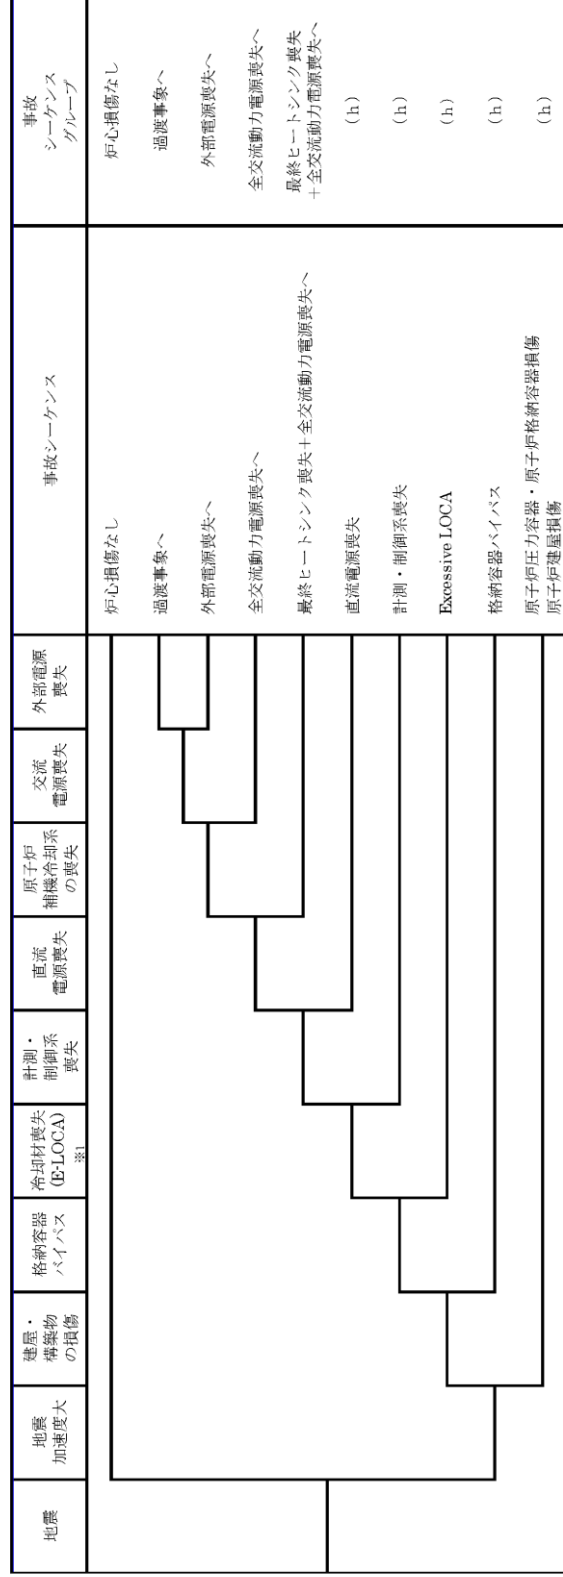 地震
地震
加速度大
建屋・
構築物
の損傷
格納容器
バイパス
冷却材喪失
(E-LOCA)
※1
計測・
制御系
喪失
直流
電源喪失
原子炉
補機冷却系
の喪失
交流
電源喪失
外部電源
喪失
事故シーケンス
事故
シーケンス
グループ
炉心損傷なし
炉心損傷なし
過渡事象へ
過渡事象へ
外部電源喪失へ
外部電源喪失へ
全交流動力電源喪失へ
全交流動力電源喪失へ
最終ヒートシンク喪失+全交流動力電源喪失へ
最終ヒートシンク喪失
+全交流動力電源喪失へ
直流電源喪失
(h)
計測・制御系喪失
(h)
Excessive LOCA
(h)
格納容器バイパス
(h)
原子炉圧力容器・原子炉格納容器損傷
原子炉建屋損傷
(h)